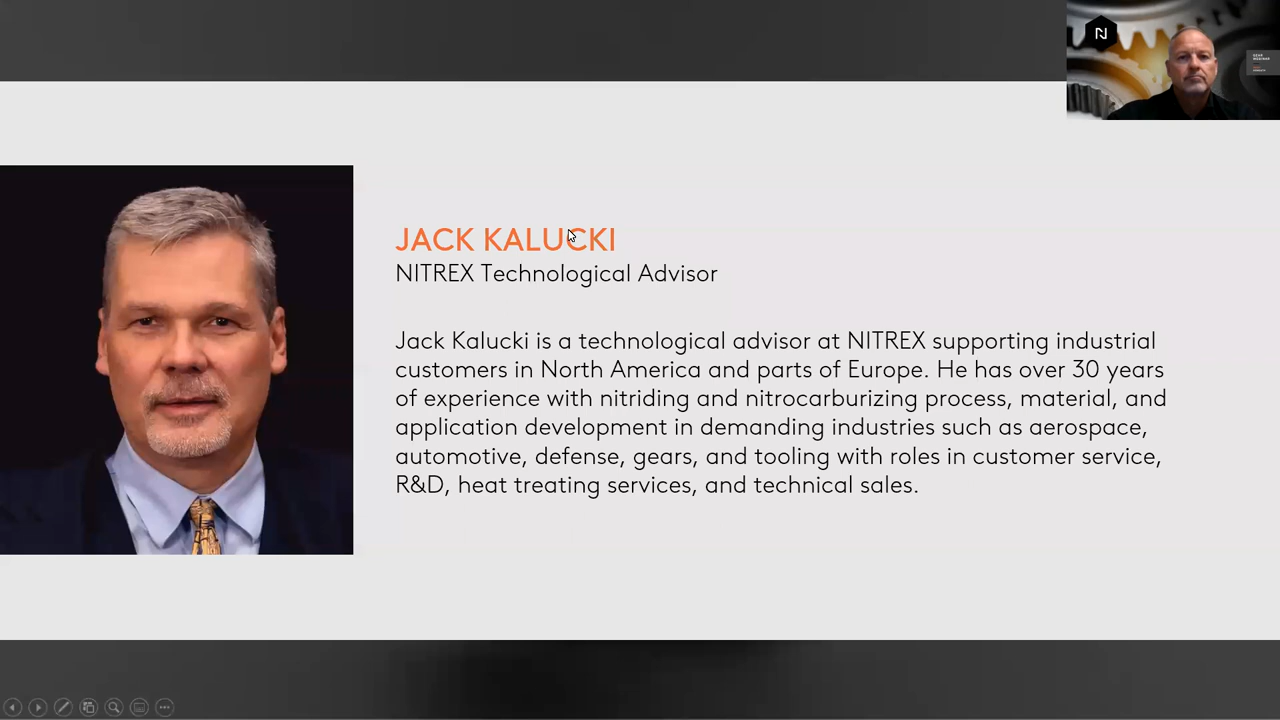 N
GEAR
WEBINAR
JACK KALUCKI
NITREX Technological Advisor
Jack Kalucki is a technological advisor at NITREX supporting industrial
customers in North America and parts of Europe. He has over 30 years
of experience with nitriding and nitrocarburizing process, material, and
application development in demanding industries such as aerospace,
automotive, defense, gears, and tooling with roles in customer service,
R&D, heat treating services, and technical sales.